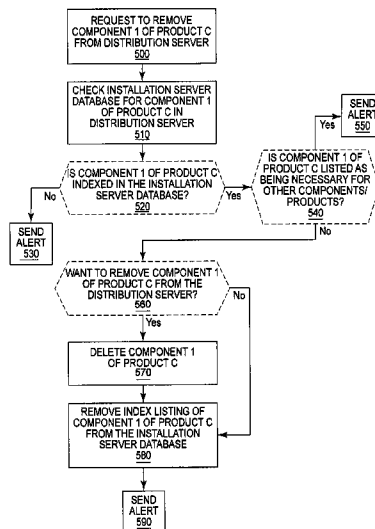 REQUEST TO REMOVE
COMPONENT 1 OF PRODUCT C
FROM DISTRIBUTION SERVER
500
CHECK INSTALLATION SERVER
DATABASE FOR COMPONENT 1
OF PRODUCT C IN
DISTRIBUTION SERVER
510
IS COMPONENT 1 OF PRODUCT C
INDEXED IN THE INSTALLATION
SERVER DATABASE?
520
No
Yes
SEND
ALERT
530
IS COMPONENT 1 OF
PRODUCT C LISTED AS
BEING NECESSARY FOR
OTHER COMPONENTS/
PRODUCTS?
540
Yes
SEND
ALERT
550
No
WANT TO REMOVE COMPONENT 1
OF PRODUCT C FROM THE
DISTRIBUTION SERVER?
560
No
Yes
DELETE COMPONENT 1
OF PRODUCT C
570
REMOVE INDEX LISTING OF
COMPONENT 1 OF PRODUCT C
FROM THE INSTALLATION
SERVER DATABASE
580
SEND
ALERT
590